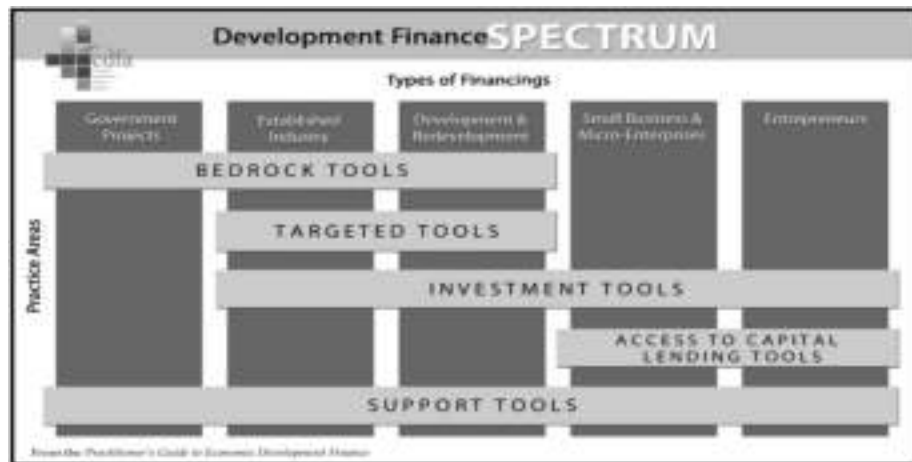 Development Finance SPECTRUM
cdfa
Types of Financings
Government
Projects
Established
Industry
Development &
Redevelopment
Small Business &
Micro-Enterprises
Entrepreneurs
BEDROCK TOOLS
TARGETED TOOLS
INVESTMENT TOOLS
ACCESS TO CAPITAL
LENDING TOOLS
SUPPORT TOOLS
Practice Areas
From the Practitioner's Guide to Economic Development Finance